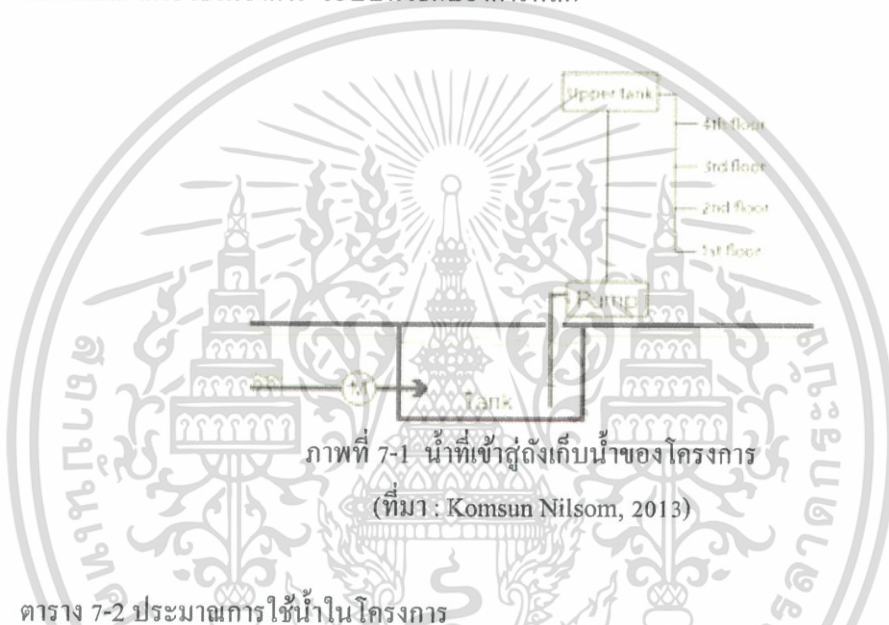 Upper tank
4th floor
3rd floor
2nd floor
1st floor
Pump
M
Tank
ภาพที่ 7-1 น้ำที่เข้าสู่ถังเก็บน้ำของโครงการ
(ที่มา : Komsun Nilsom, 2013)
ตาราง 7-2 ประมาณการใช้น้ำในโครงการ